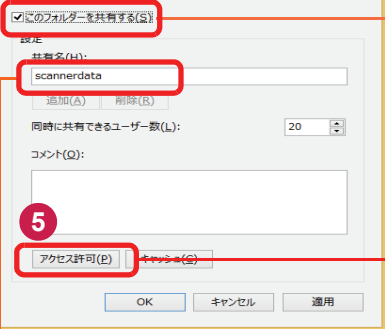 このフォルダーを共有する(S)
設定
共有名(H):
scannerdata
追加(A) 削除(R)
同時に共有できるユーザー数(L): 20
コメント(O):
5
アクセス許可(P) キャッシュ(C)
OK キャンセル 適用